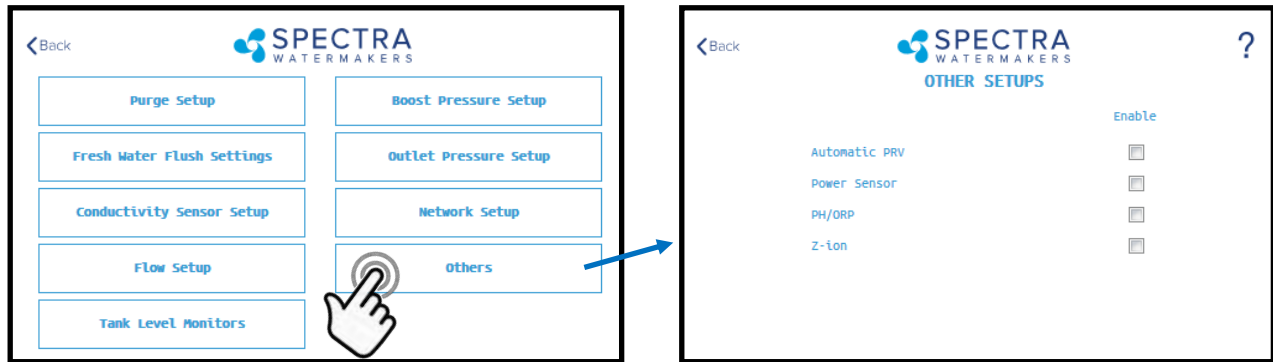 Back
SPECTRA
WATERMAKERS
Purge Setup
Boost Pressure Setup
Fresh Water Flush Settings
Outlet Pressure Setup
Conductivity Sensor Setup
Network Setup
Flow Setup
Others
Tank Level Monitors
Back
SPECTRA
WATERMAKERS
?
OTHER SETUPS
Enable
Automatic PRV
Power Sensor
PH/ORP
Z-ion